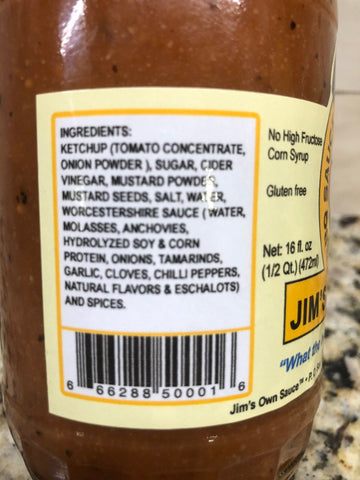 INGREDIENTS:
KETCHUP (TOMATO CONCENTRATE,
ONION POWDER ), SUGAR, CIDER
VINEGAR, MUSTARD POWDER,
MUSTARD SEEDS, SALT, WATER,
WORCESTERSHIRE SAUCE ( WATER,
MOLASSES, ANCHOVIES,
HYDROLYZED SOY & CORN
PROTEIN, ONIONS, TAMARINDS,
GARLIC, CLOVES, CHILLI PEPPERS,
NATURAL FLAVORS & ESCHALOTS)
AND SPICES.
6 66288 50001 6
No High Fructose
Corn Syrup
Gluten free
Net: 16 fl. oz
(1/2 Qt.) (472ml)
JIM'S
"What the
Jim's Own Sauce™ • P.